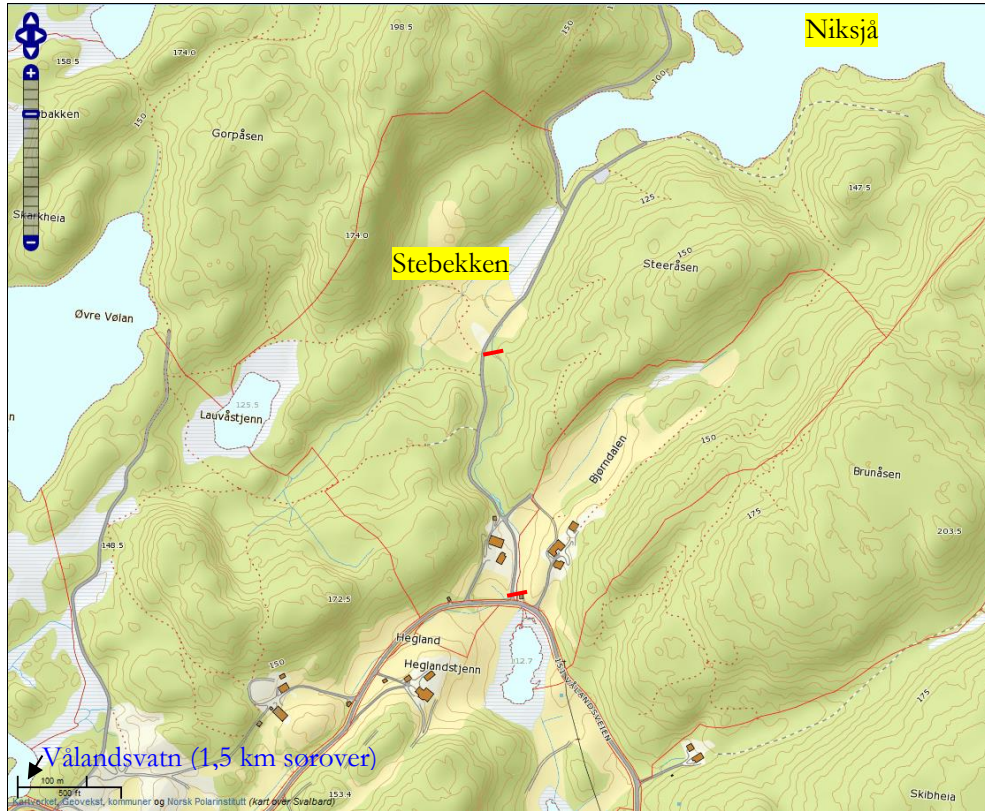 Niksjå
198.5
174.0
150
158.5
bakken
100
150
Gorpåsen
147.5
125
Skarkheia
174.0
150
Stebekken
Steeråsen
Øvre Vølan
n
125.5
Lauvåstjenn
150
Bjørndalen
Brunåsen
175
203.5
148.5
172.5
Hegland
112.7
150
Heglandstjenn
VÅLANDSVEIEN
175
Vålandsvatn (1,5 km sørover)
100 m
500 ft
153.4
Skibheia
Kartverket, Geovekst, kommuner og Norsk Polarinstitutt (kart over Svalbard)